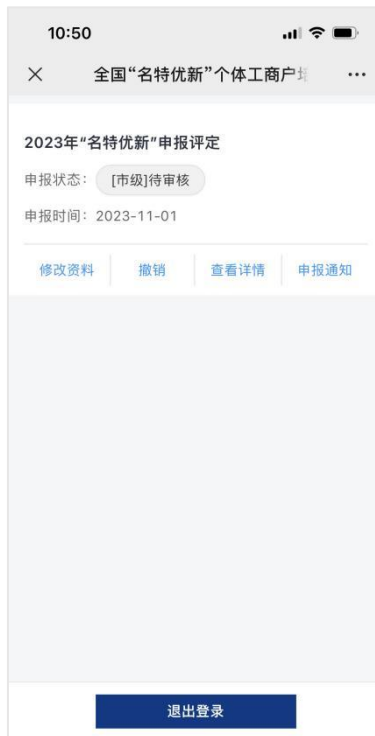 10:50
全国“名特优新”个体工商户
2023年“名特优新”申报评定
申报状态： [市级]待审核
申报时间：2023-11-01
修改资料 撤销 查看详情 申报通知
退出登录